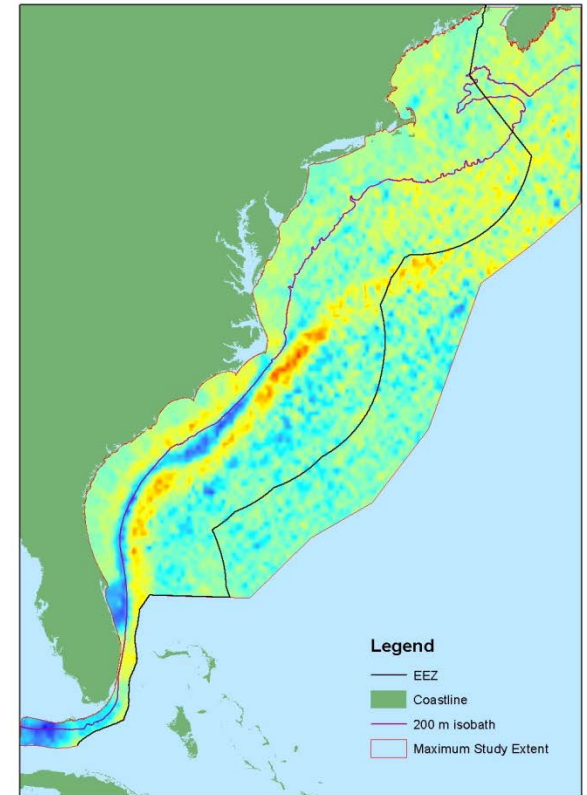 Legend
EEZ
Coastline
200 m isobath
Maximum Study Extent